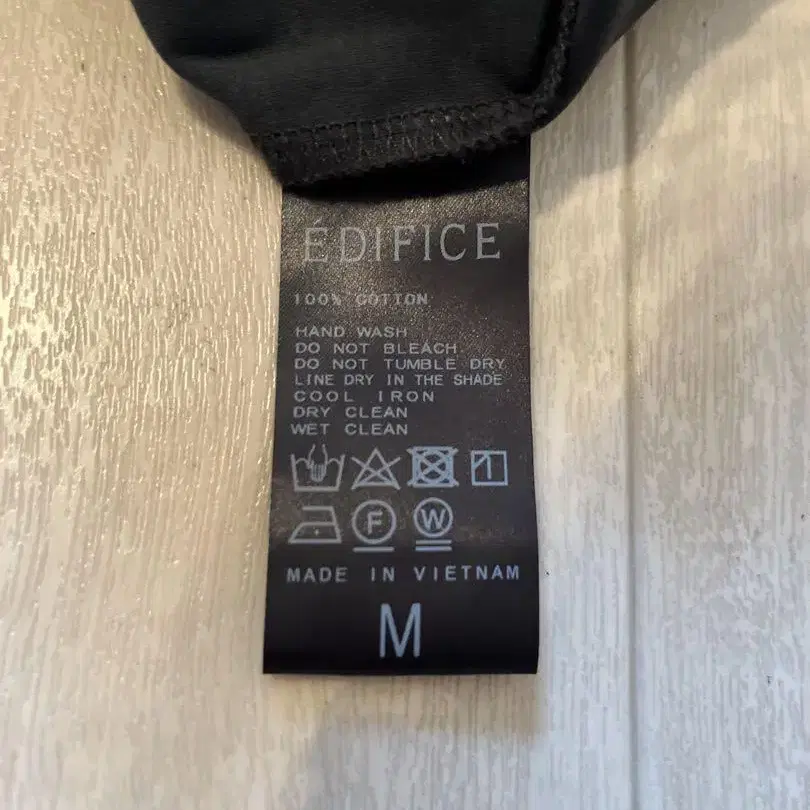 ÉDIFICE
100% COTTON
HAND WASH
DO NOT BLEACH
DO NOT TUMBLE DRY
LINE DRY IN THE SHADE
COOL IRON
DRY CLEAN
WET CLEAN
F W
MADE IN VIETNAM
M